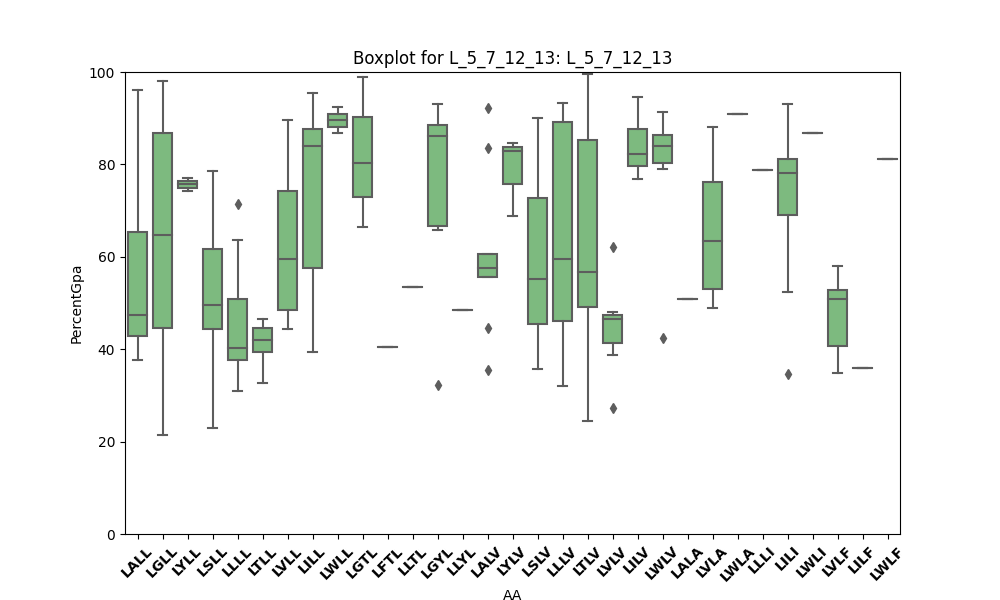 Boxplot for L_5_7_12_13: L_5_7_12_13
100
80
60
40
20
0
PercentGpa
LALL LGLL LYLL LSLL LLLL LTLL LVLL LILL LWLL LGTL LFTL LLTL LGYL LLYL LALV LYLV LSLV LLLV LTLV LVLV LILV LWLV LALA LVLA LWLA LLLI LILI LWLI LVLF LILF LWLF
AA